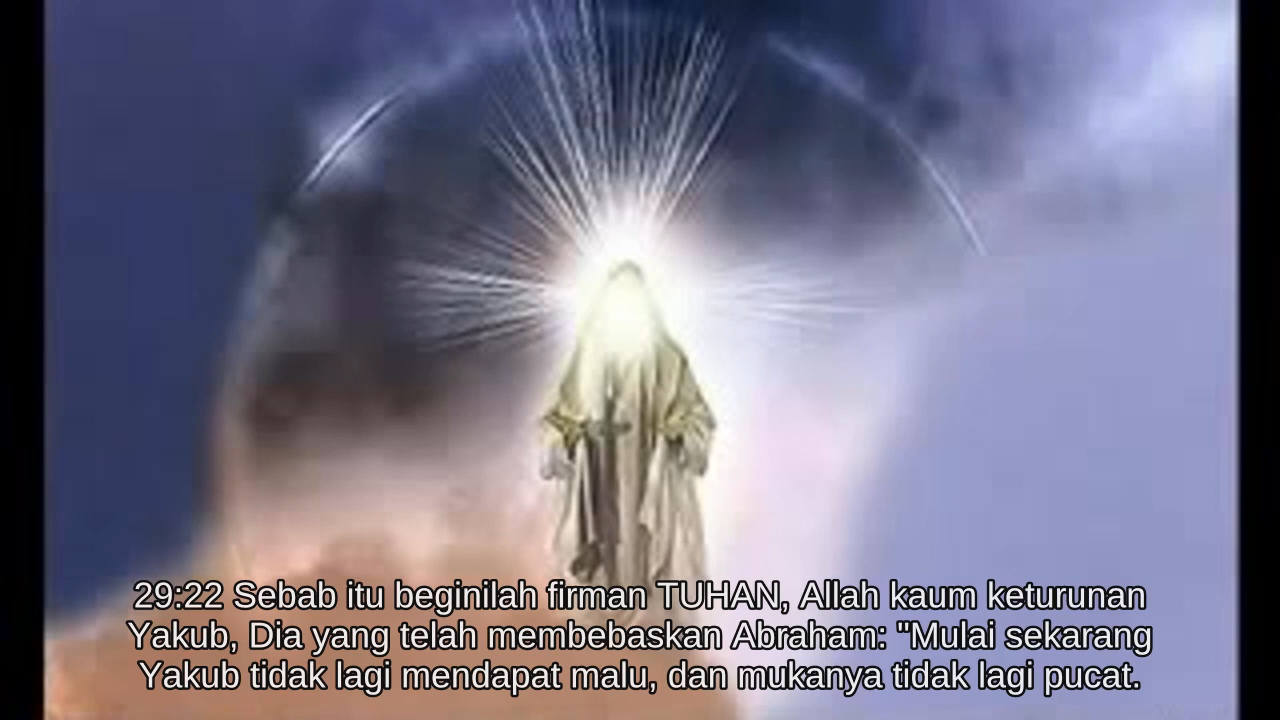 29:22 Sebab itu beginilah firman TUHAN, Allah kaum keturunan
Yakub, Dia yang telah membebaskan Abraham: "Mulai sekarang
Yakub tidak lagi mendapat malu, dan mukanya tidak lagi pucat.